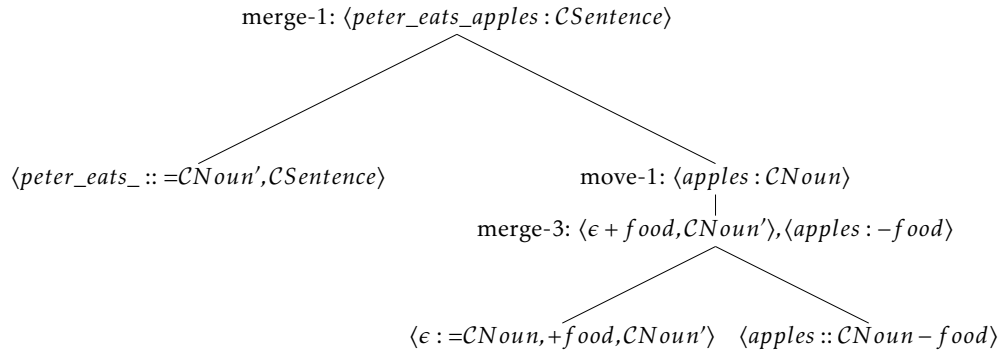 merge-1: ⟨peter_eats_apples : 𝒞Sentence⟩
⟨peter_eats_ :: =𝒞Noun',𝒞Sentence⟩
move-1: ⟨apples : 𝒞Noun⟩
merge-3: ⟨ϵ + food,𝒞Noun'⟩,⟨apples : −food⟩
⟨ϵ : =𝒞Noun,+food,𝒞Noun'⟩
⟨apples :: 𝒞Noun − food⟩